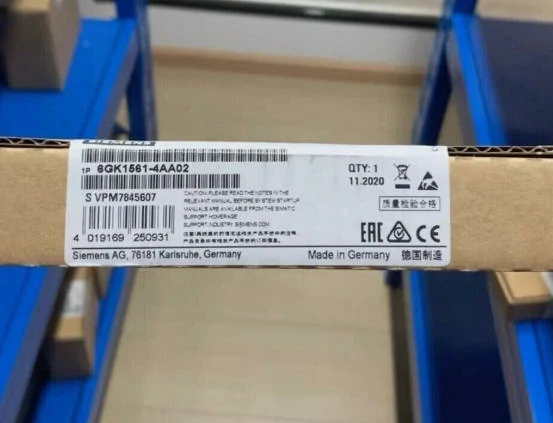 SIEMENS
1P 6GK1561-4AA02
QTY: 1
11.2020
S VPM7845607
CAUTION! PLEASE READ THE NOTES IN THE
RELEVANT MANUAL BEFORE SYSTEM STARTUP
MANUALS ARE AVAILABLE FROM THE SIMATIC
SUPPORT HOMEPAGE
SUPPORT.INDUSTRY.SIEMENS.COM
质量检验合格
4 019169 250931
EAC
CE
Siemens AG, 76181 Karlsruhe, Germany
Made in Germany 德国制造